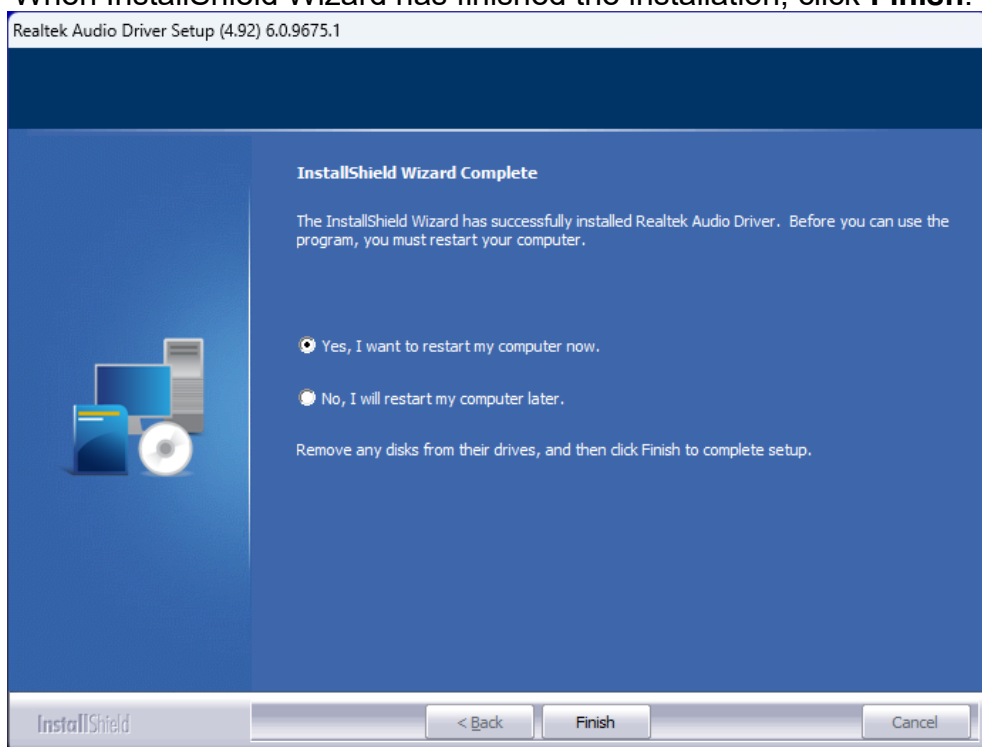 When InstallShield Wizard has finished the installation, click Finish.
Realtek Audio Driver Setup (4.92) 6.0.9675.1
InstallShield Wizard Complete
The InstallShield Wizard has successfully installed Realtek Audio Driver. Before you can use the
program, you must restart your computer.
Yes, I want to restart my computer now.
No, I will restart my computer later.
Remove any disks from their drives, and then click Finish to complete setup.
InstallShield
< Back
Finish
Cancel